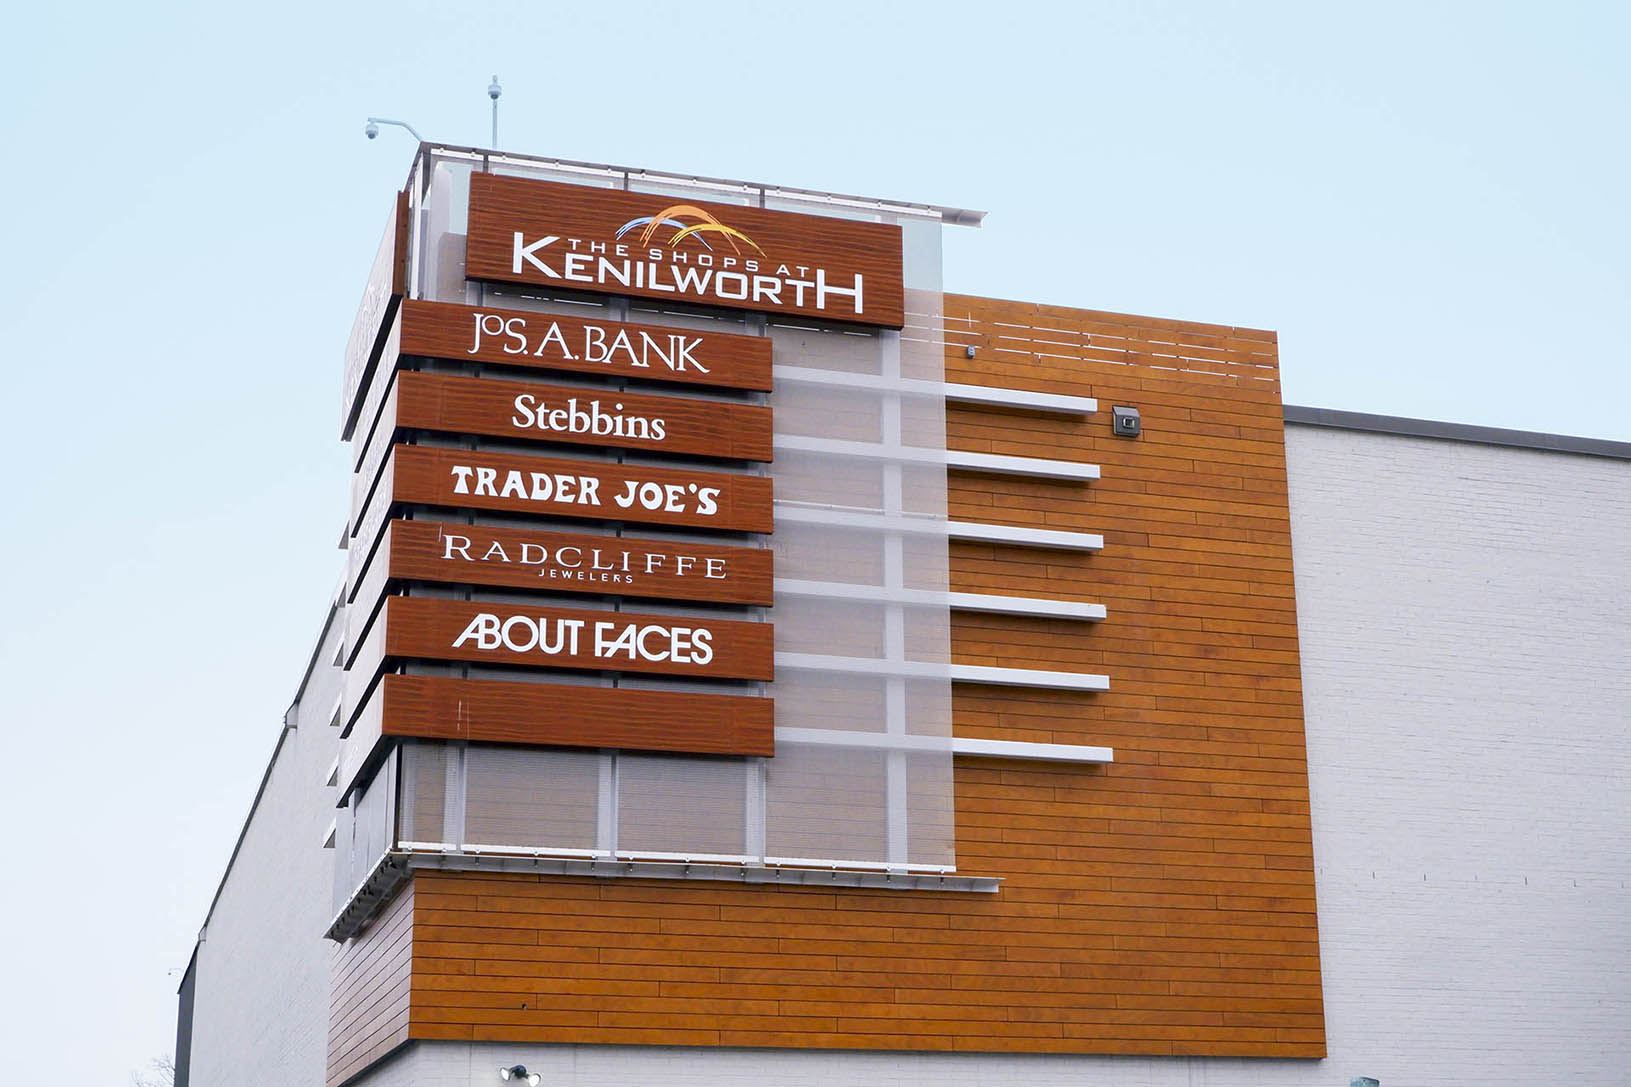 THE SHOPS AT
KENILWORTH
JOS. A. BANK
Stebbins
TRADER JOE'S
RADCLIFFE
JEWELERS
ABOUT FACES